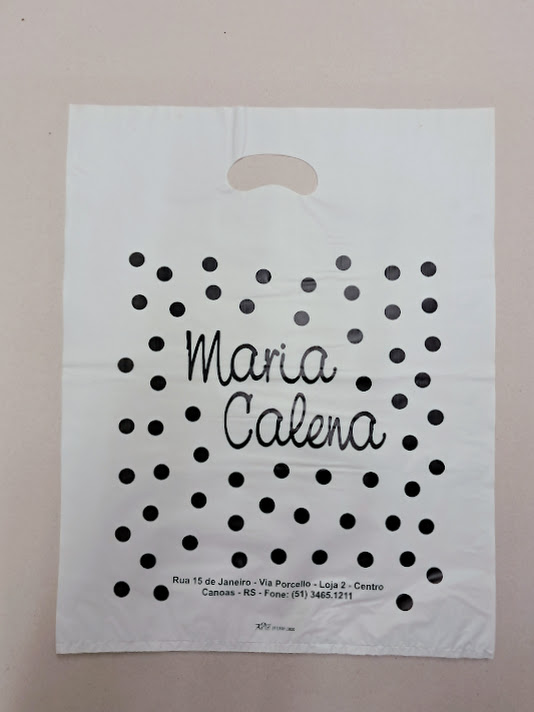 Maria
Calena
Rua 15 de Janeiro - Via Porcello - Loja 2 - Centro
Canoas - RS - Fone: (51) 3465.1211